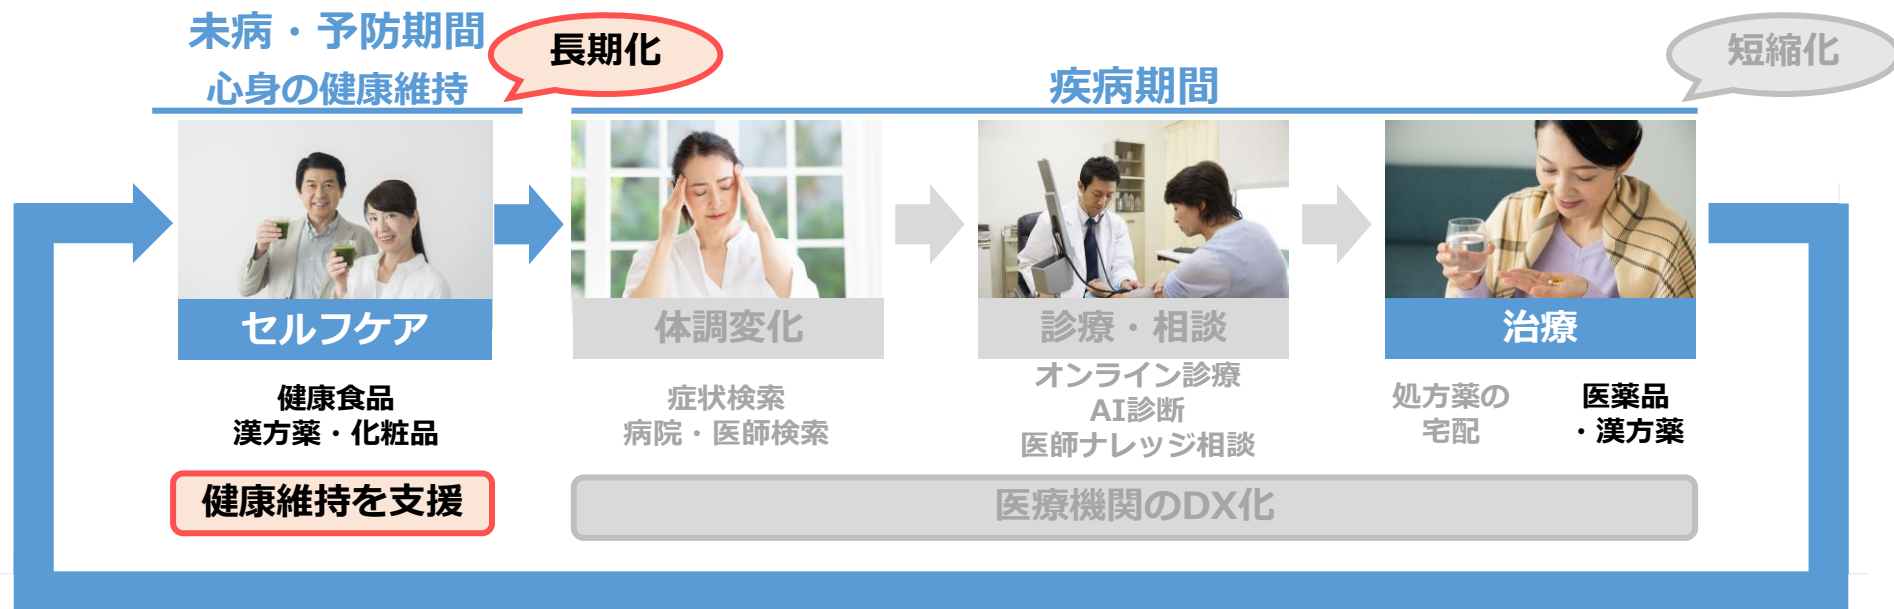 未病・予防期間
心身の健康維持
長期化
疾病期間
短縮化
セルフケア
体調変化
診療・相談
治療
健康食品
漢方薬・化粧品
症状検索
病院・医師検索
オンライン診療
AI診断
医師ナレッジ相談
処方薬の
宅配
医薬品
・漢方薬
健康維持を支援
医療機関のDX化